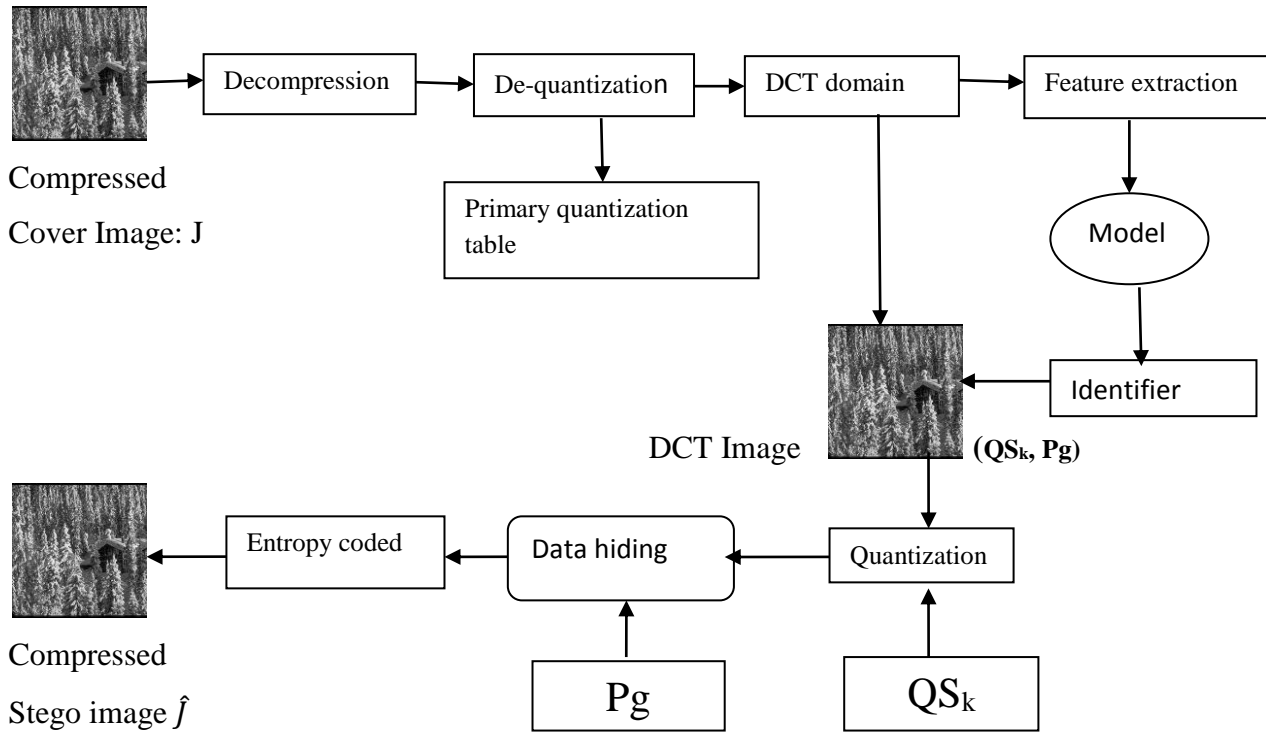 Decompression
De-quantization
DCT domain
Feature extraction
Compressed
Cover Image: J
Primary quantization
table
Model
Identifier
DCT Image
(QSₖ, Pg)
Entropy coded
Data hiding
Quantization
Compressed
Stego image Ĵ
Pg
QSₖ